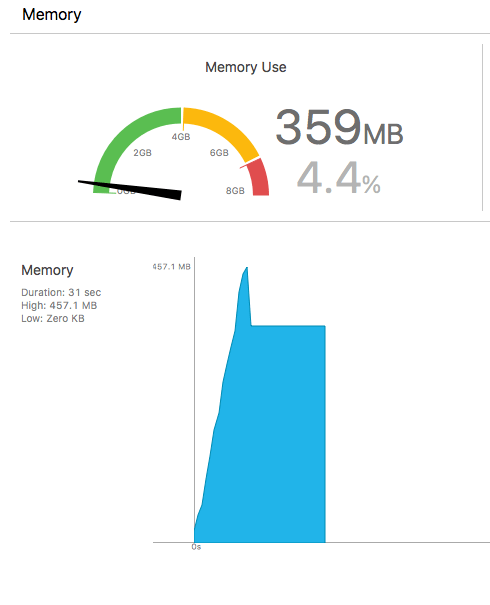 Memory
Memory Use
359MB
4.4%
4GB
2GB
6GB
0GB
8GB
Memory
Duration: 31 sec
High: 457.1 MB
Low: Zero KB
457.1 MB
0s